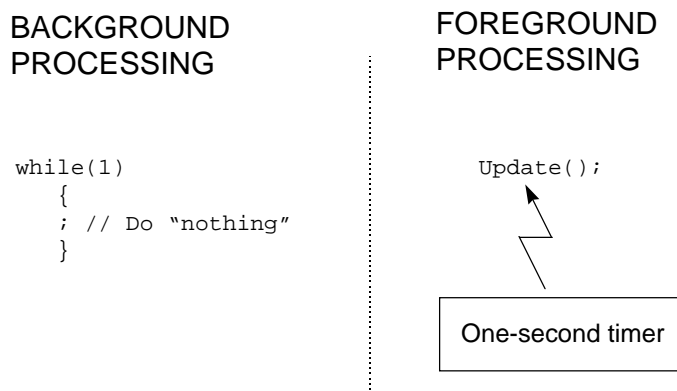 BACKGROUND
PROCESSING
while(1)
{
; // Do “nothing”
}
FOREGROUND
PROCESSING
Update();
One-second timer